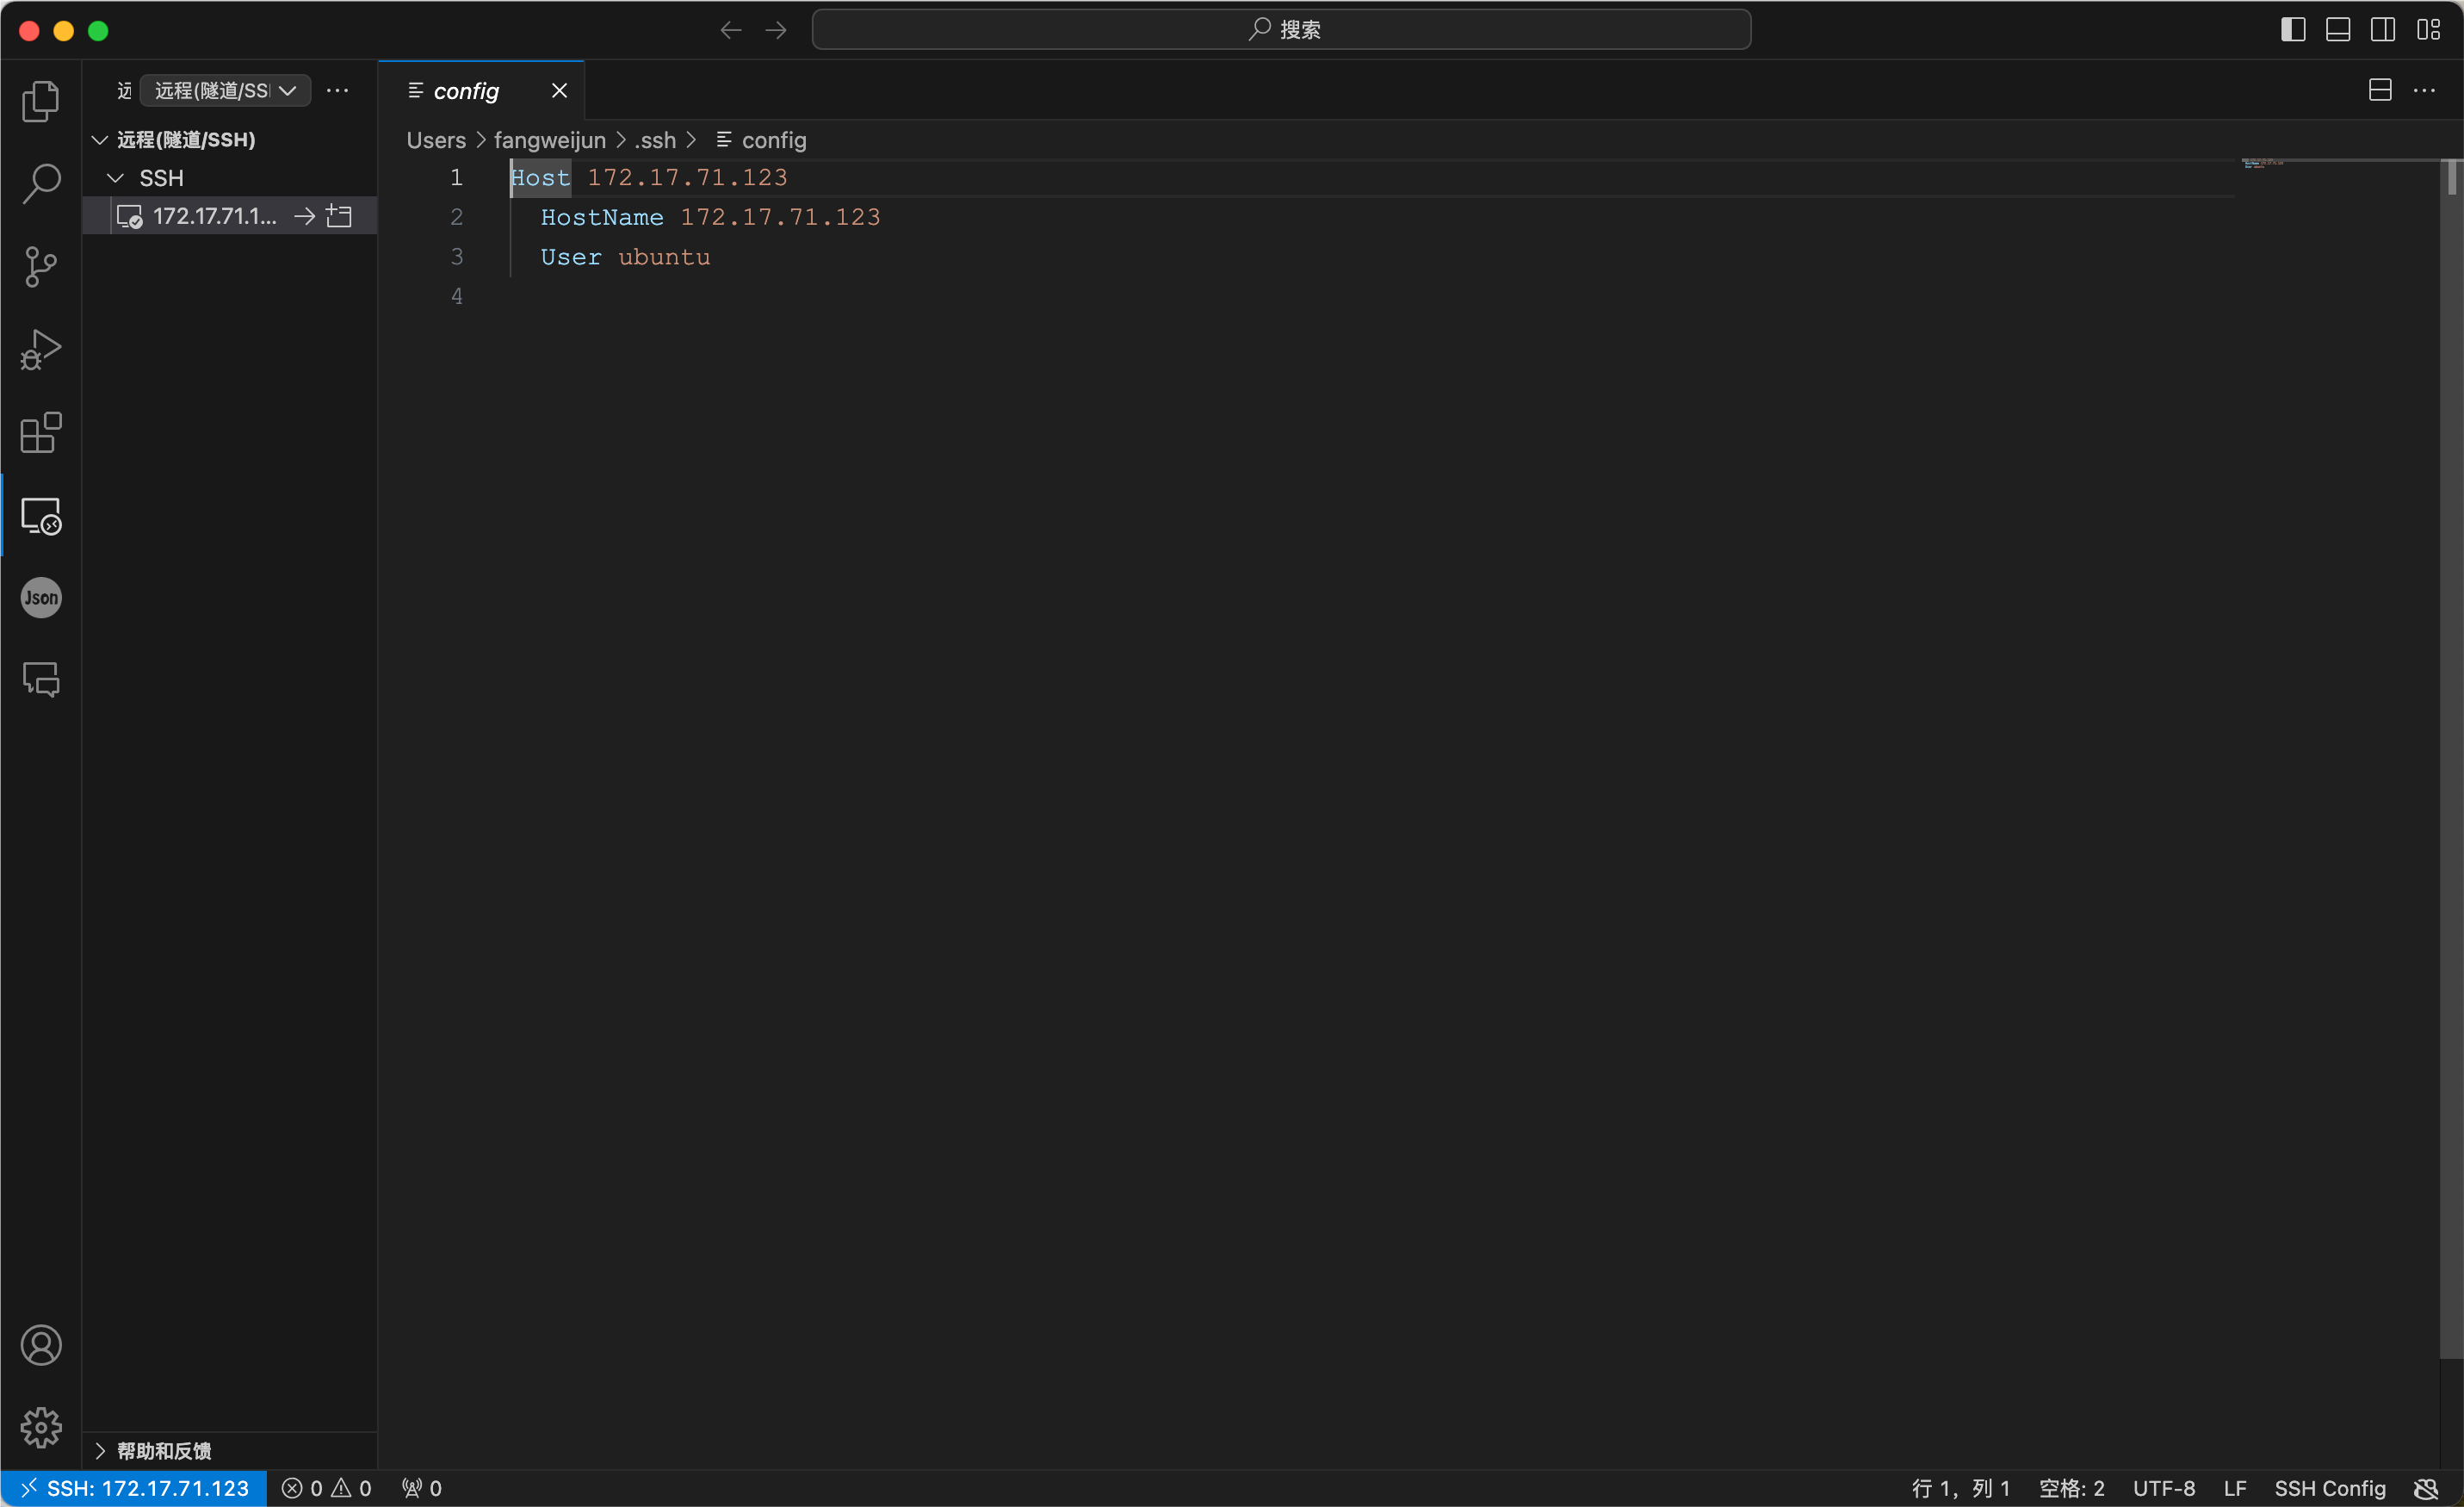 搜索
远 远程(隧道/SS
config
远程(隧道/SSH)
Users > fangweijun > .ssh > config
SSH
172.17.71.1...
1 Host 172.17.71.123
2 HostName 172.17.71.123
3 User ubuntu
4
Json
帮助和反馈
SSH: 172.17.71.123 0 0 0 行 1，列 1 空格: 2 UTF-8 LF SSH Config